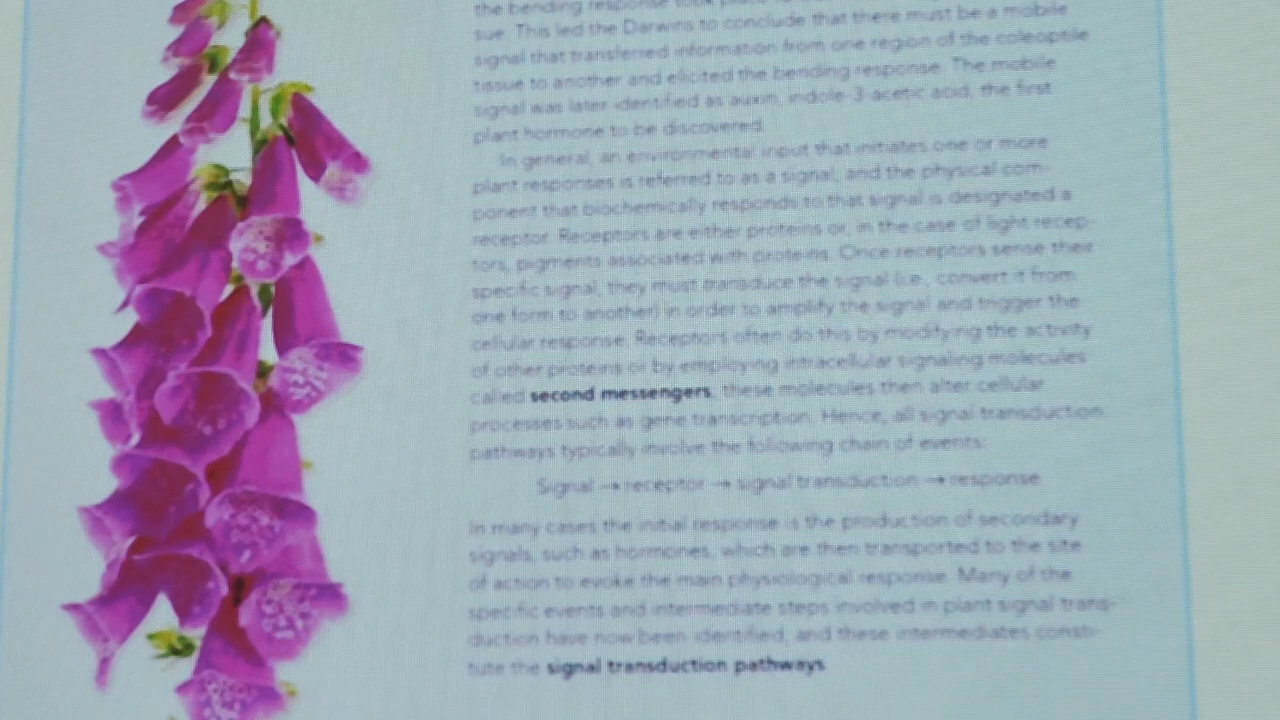 the bending response took place
sue. This led the Darwins to conclude that there must be a mobile
signal that transferred information from one region of the coleoptile
tissue to another and elicited the bending response. The mobile
signal was later identified as auxin, indole-3-acetic acid, the first
plant hormone to be discovered.
In general, an environmental input that initiates one or more
plant responses is referred to as a signal, and the physical com-
ponent that biochemically responds to that signal is designated a
receptor. Receptors are either proteins or, in the case of light recep-
tors, pigments associated with proteins. Once receptors sense their
specific signal, they must transduce the signal (i.e., convert it from
one form to another) in order to amplify the signal and trigger the
cellular response. Receptors often do this by modifying the activity
of other proteins or by employing intracellular signaling molecules
called second messengers; these molecules then alter cellular
processes such as gene transcription. Hence, all signal transduction
pathways typically involve the following chain of events:
Signal → receptor → signal transduction → response
In many cases the initial response is the production of secondary
signals, such as hormones, which are then transported to the site
of action to evoke the main physiological response. Many of the
specific events and intermediate steps involved in plant signal trans-
duction have now been identified, and these intermediates consti-
tute the signal transduction pathways.